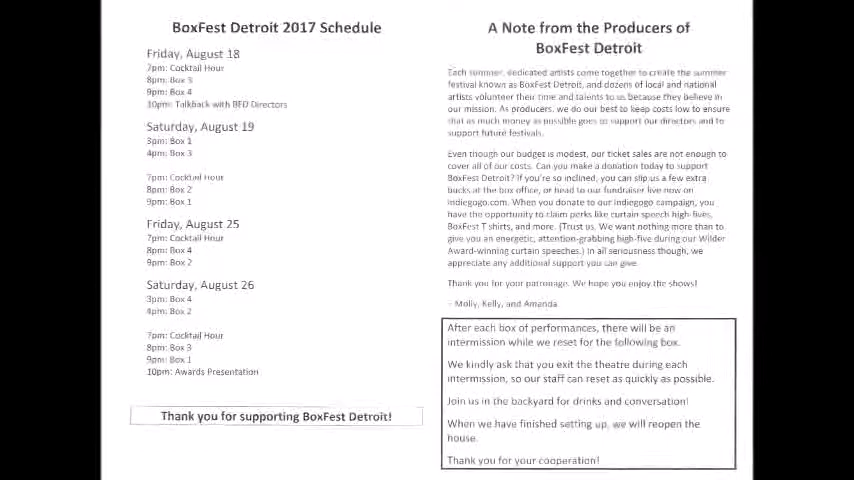 BoxFest Detroit 2017 Schedule
Friday, August 18
7pm: Cocktail Hour
8pm: Box 3
9pm: Box 4
10pm: Talkback with BFD Directors
Saturday, August 19
3pm: Box 1
4pm: Box 3
7pm: Cocktail Hour
8pm: Box 2
9pm: Box 1
Friday, August 25
7pm: Cocktail Hour
8pm: Box 4
9pm: Box 2
Saturday, August 26
3pm: Box 4
4pm: Box 2
7pm: Cocktail Hour
8pm: Box 3
9pm: Box 1
10pm: Awards Presentation
Thank you for supporting BoxFest Detroit!
A Note from the Producers of
BoxFest Detroit
Each summer, dedicated artists come together to create the summer
festival known as BoxFest Detroit, and dozens of local and national
artists volunteer their time and talents to us because they believe in
our mission. As producers, we do our best to keep costs low to ensure
that as much money as possible goes to support our directors and to
support future festivals.
Even though our budget is modest, our ticket sales are not enough to
cover all of our costs. Can you make a donation today to support
BoxFest Detroit? If you're so inclined, you can slip us a few extra
bucks at the box office, or head to our fundraiser live now on
indiegogo.com. When you donate to our Indiegogo campaign, you
have the opportunity to claim perks like curtain speech high-fives,
BoxFest T shirts, and more. (Trust us. We want nothing more than to
give you an energetic, attention-grabbing high-five during our Wilder
Award-winning curtain speeches.) In all seriousness though, we
appreciate any additional support you can give.
Thank you for your patronage. We hope you enjoy the shows!
- Molly, Kelly, and Amanda
After each box of performances, there will be an
intermission while we reset for the following box.
We kindly ask that you exit the theatre during each
intermission, so our staff can reset as quickly as possible.
Join us in the backyard for drinks and conversation!
When we have finished setting up, we will reopen the
house.
Thank you for your cooperation!